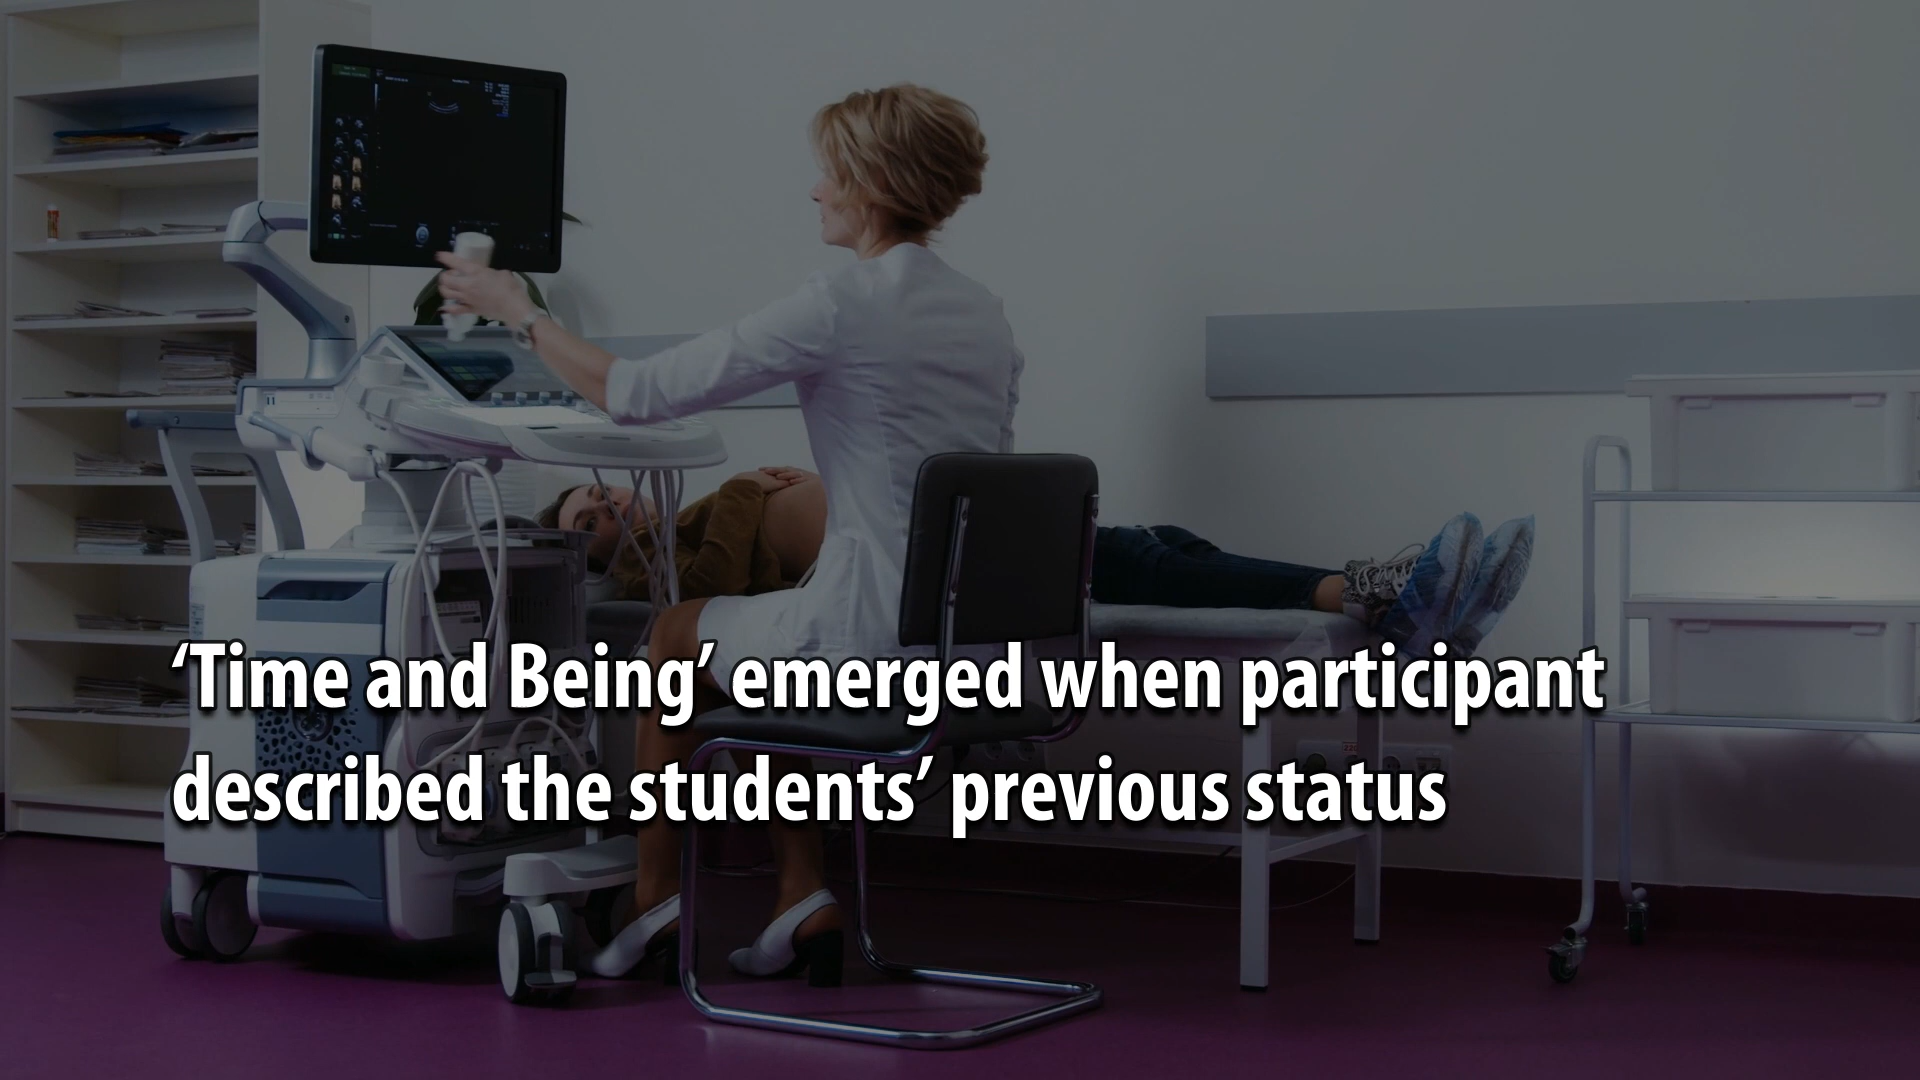 ‘Time and Being’ emerged when participant
described the students’ previous status